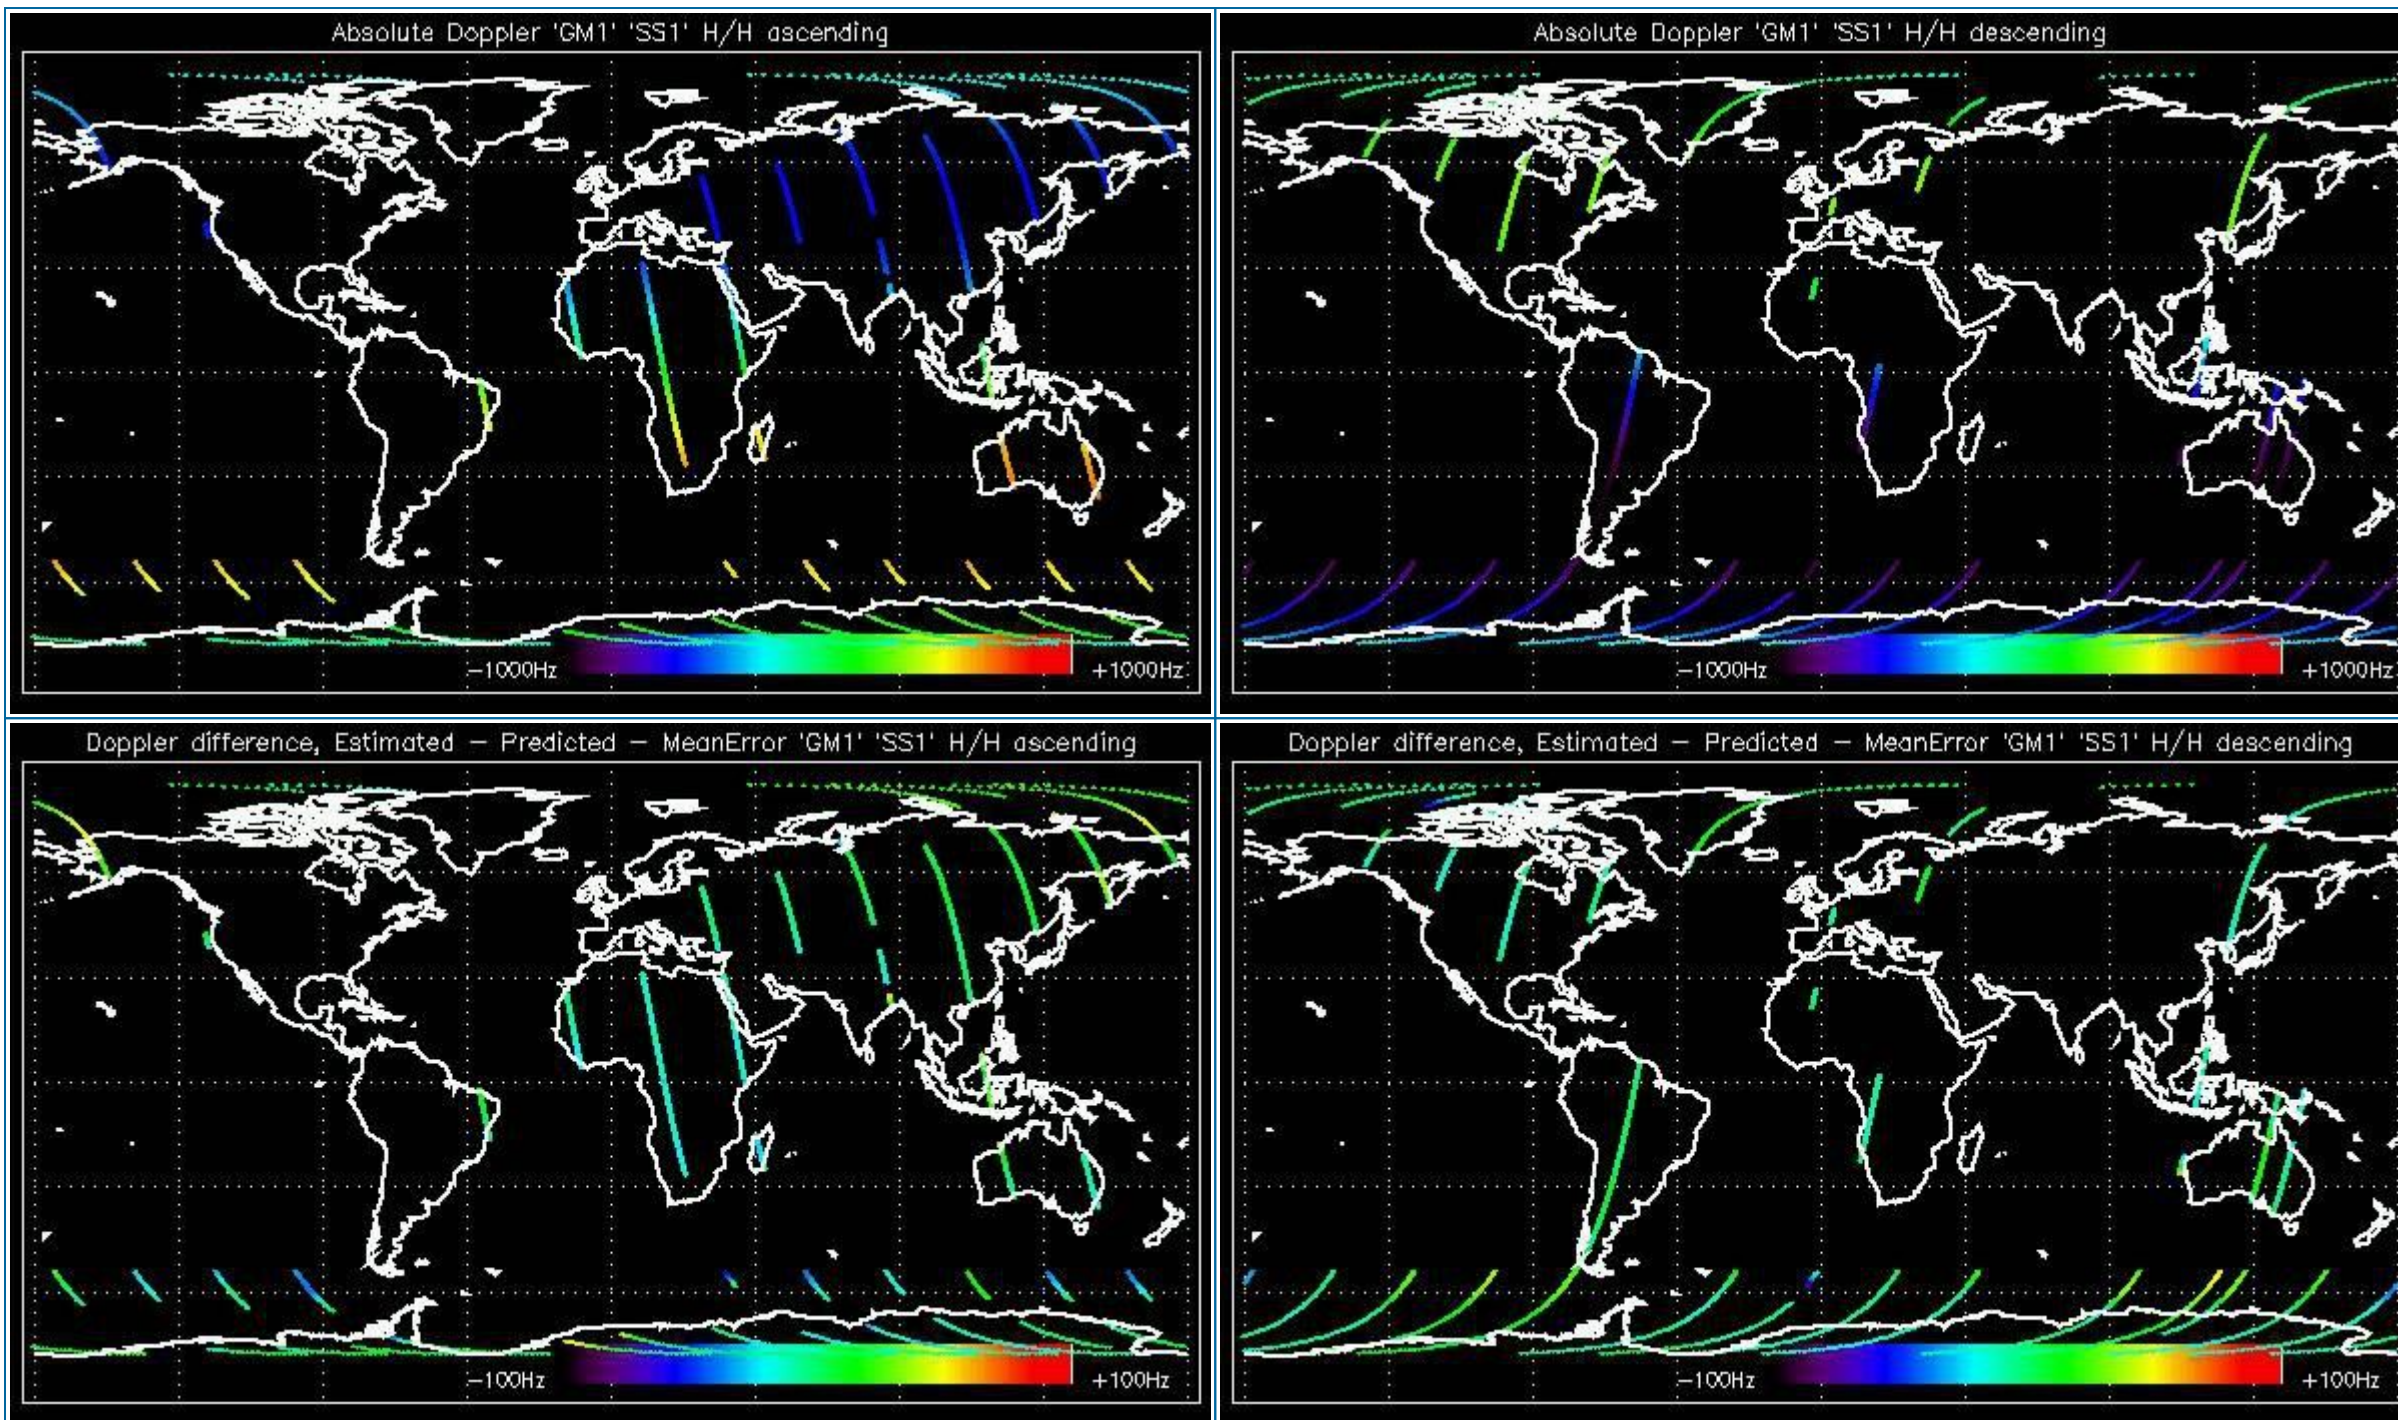 Absolute Doppler 'GM1' 'SS1' H/H ascending
-1000Hz
+1000Hz
Absolute Doppler 'GM1' 'SS1' H/H descending
-1000Hz
+1000Hz
Doppler difference, Estimated - Predicted - MeanError 'GM1' 'SS1' H/H ascending
-100Hz
+100Hz
Doppler difference, Estimated - Predicted - MeanError 'GM1' 'SS1' H/H descending
-100Hz
+100Hz